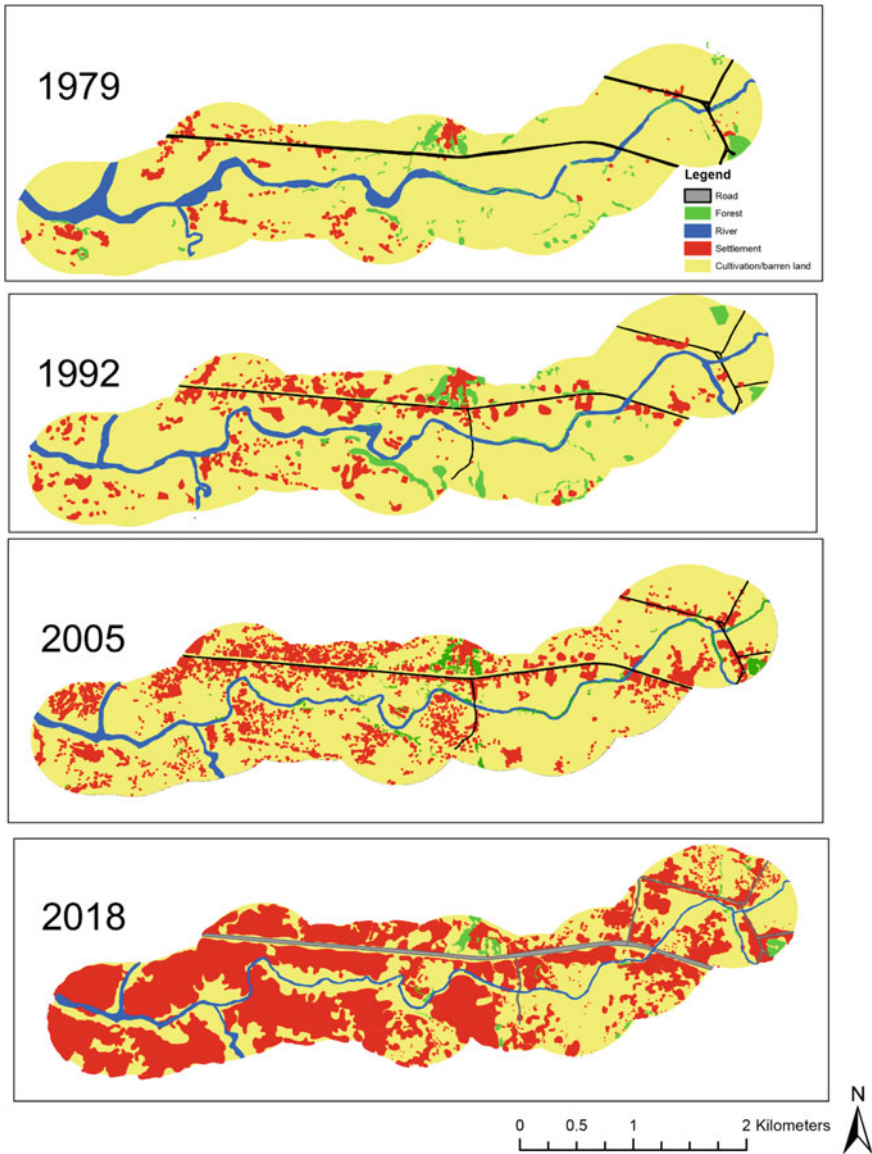 1979
Legend
Road
Forest
River
Settlement
Cultivation/barren land
1992
2005
2018
N
0 0.5 1 2 Kilometers